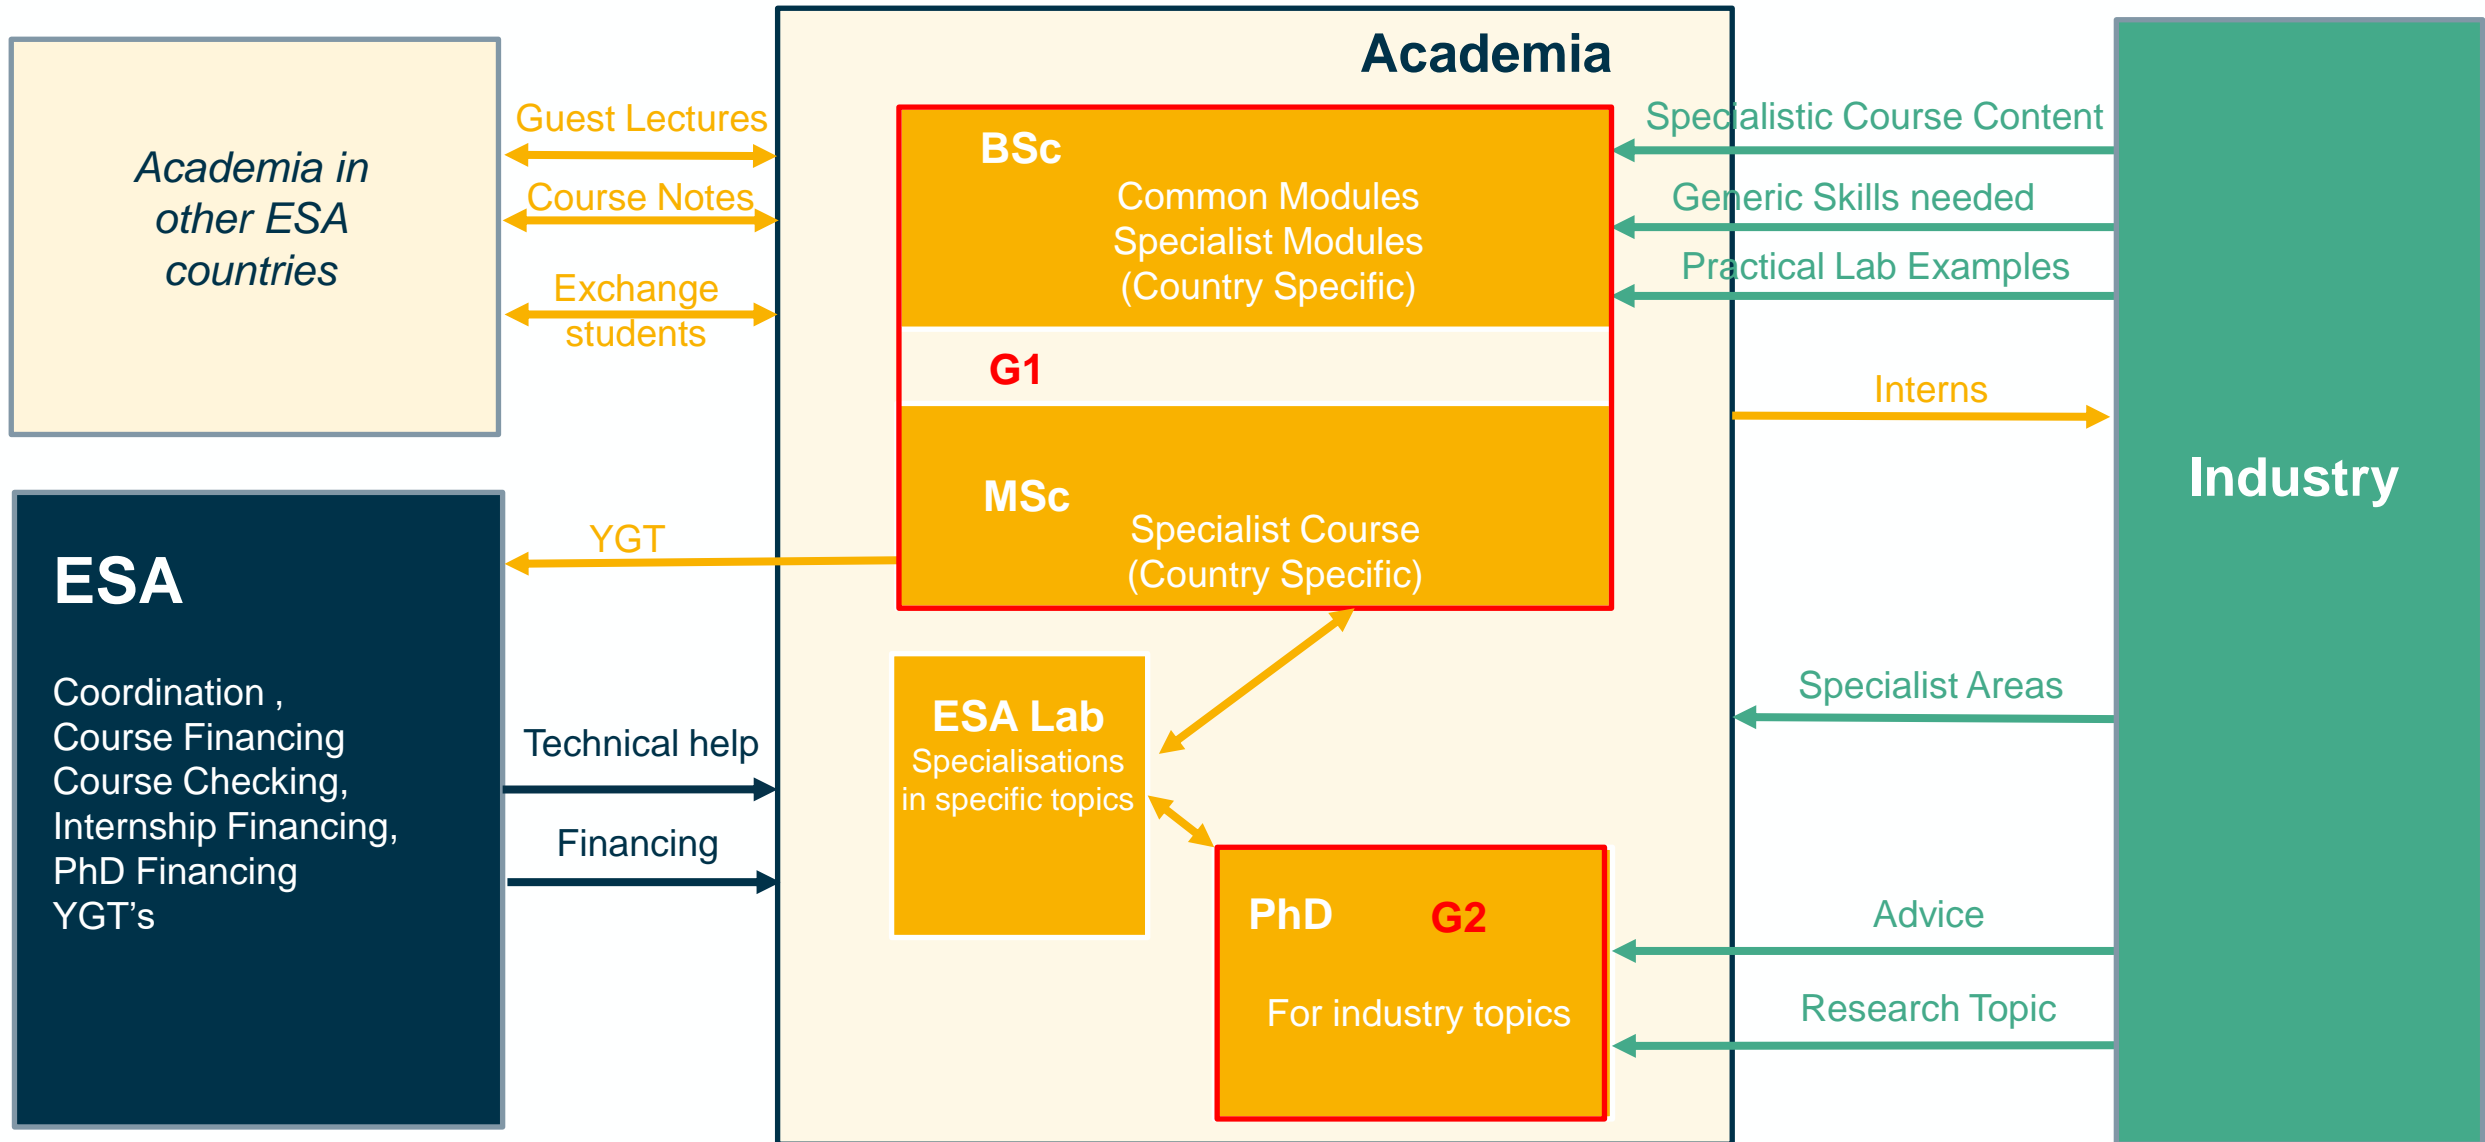 Academia in
other ESA
countries
Guest Lectures
Course Notes
Exchange
students
ESA
Coordination ,
Course Financing
Course Checking,
Internship Financing,
PhD Financing
YGT’s
YGT
Technical help
Financing
Academia
BSc
Common Modules
Specialist Modules
(Country Specific)
G1
MSc
Specialist Course
(Country Specific)
ESA Lab
Specialisations
in specific topics
PhD
G2
For industry topics
Specialistic Course Content
Generic Skills needed
Practical Lab Examples
Interns
Specialist Areas
Advice
Research Topic
Industry